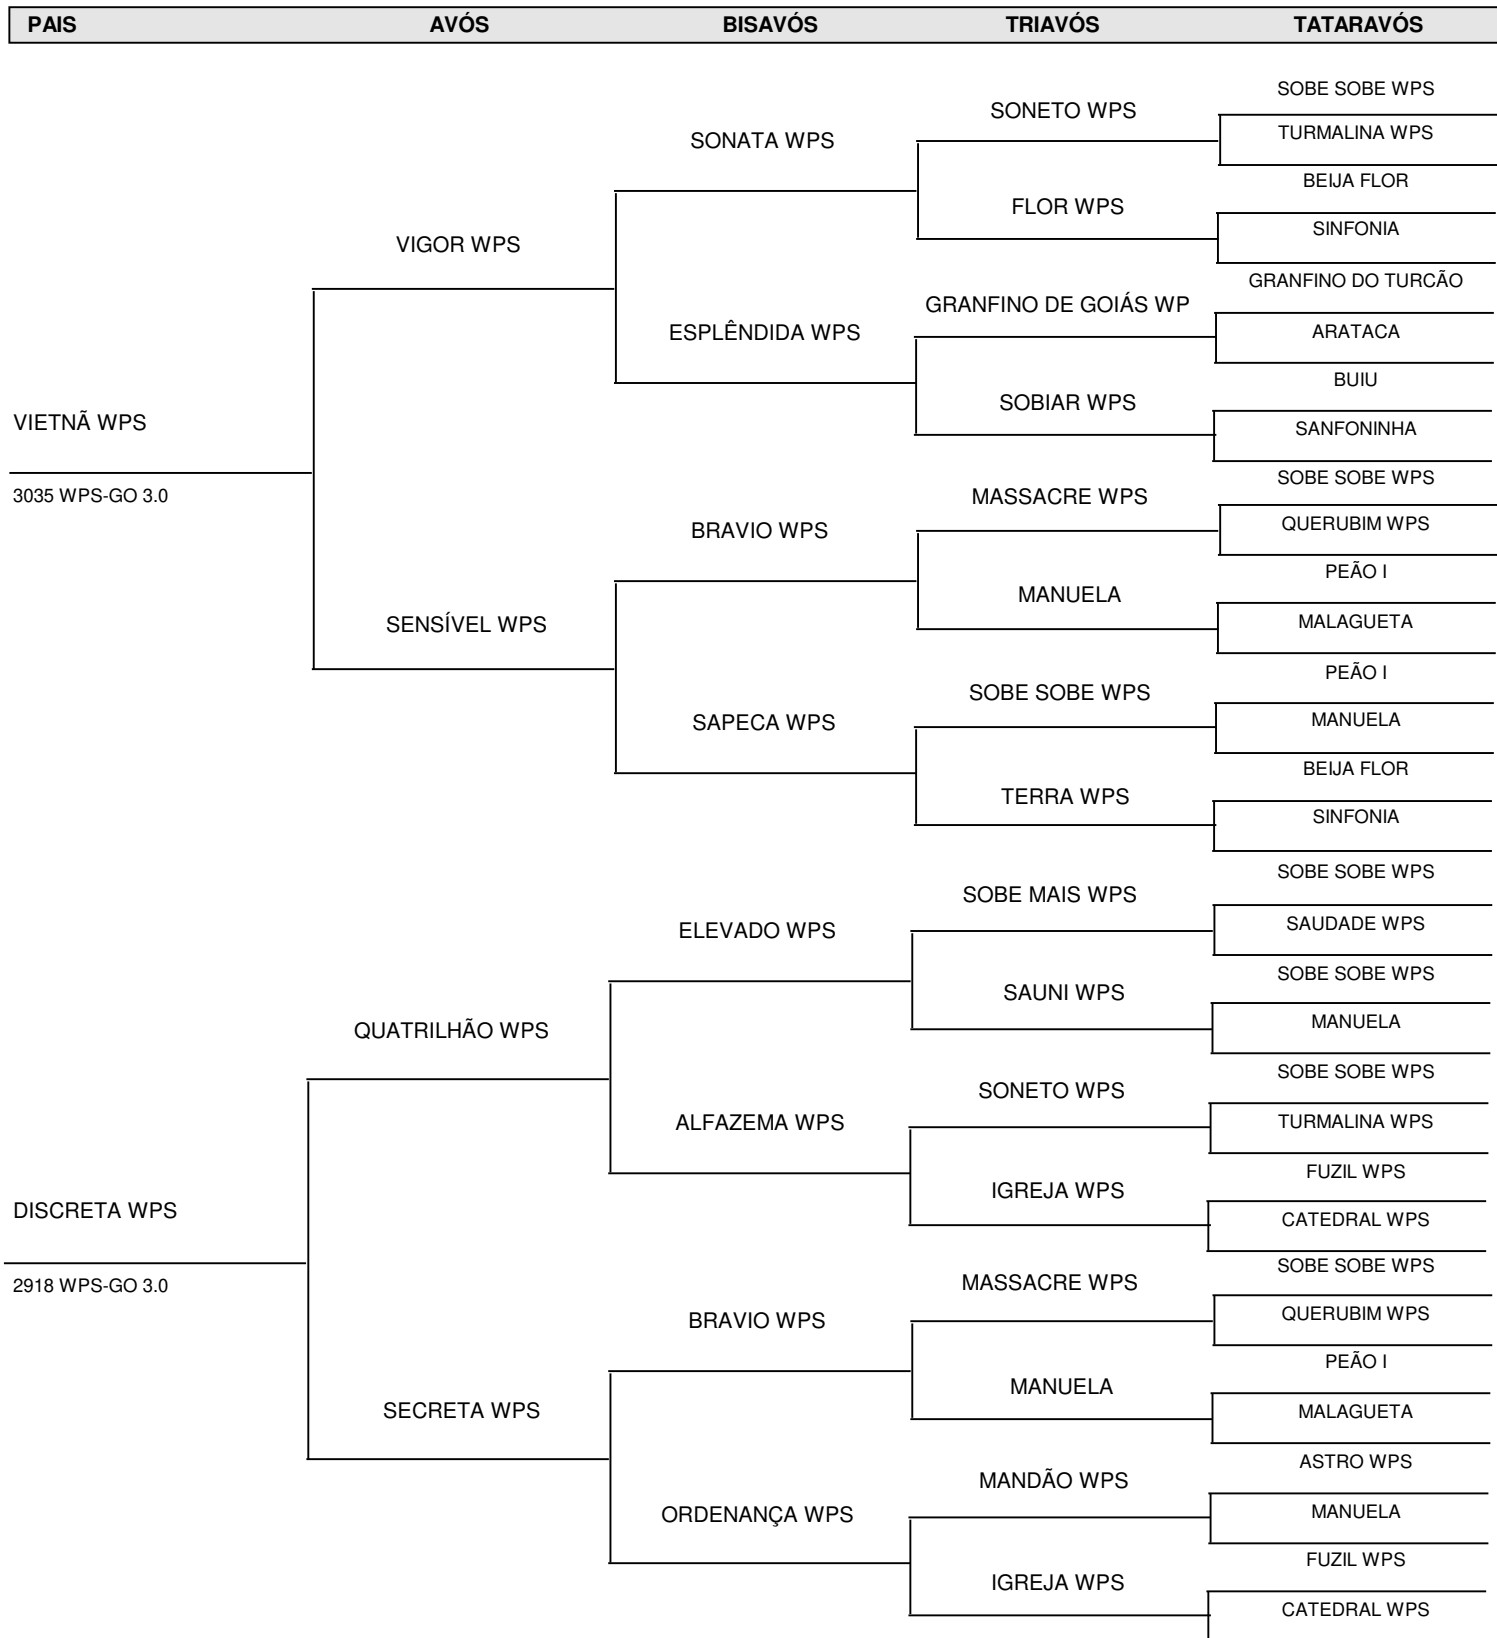 PAIS AVÓS BISAVÓS TRIAVÓS TATARAVÓS
SOBE SOBE WPS
SONETO WPS
TURMALINA WPS
SONATA WPS
BEIJA FLOR
FLOR WPS
SINFONIA
VIGOR WPS
GRANFINO DO TURCÃO
GRANFINO DE GOIÁS WP
ARATACA
ESPLÊNDIDA WPS
BUIU
SOBIAR WPS
SANFONINHA
VIETNÃ WPS
3035 WPS-GO 3.0
SOBE SOBE WPS
MASSACRE WPS
QUERUBIM WPS
BRAVIO WPS
PEÃO I
MANUELA
MALAGUETA
SENSÍVEL WPS
PEÃO I
SOBE SOBE WPS
MANUELA
SAPECA WPS
BEIJA FLOR
TERRA WPS
SINFONIA
SOBE SOBE WPS
SOBE MAIS WPS
SAUDADE WPS
ELEVADO WPS
SOBE SOBE WPS
SAUNI WPS
MANUELA
QUATRILHÃO WPS
SOBE SOBE WPS
SONETO WPS
TURMALINA WPS
ALFAZEMA WPS
FUZIL WPS
IGREJA WPS
CATEDRAL WPS
DISCRETA WPS
2918 WPS-GO 3.0
SOBE SOBE WPS
MASSACRE WPS
QUERUBIM WPS
BRAVIO WPS
PEÃO I
MANUELA
MALAGUETA
SECRETA WPS
ASTRO WPS
MANDÃO WPS
MANUELA
ORDENANÇA WPS
FUZIL WPS
IGREJA WPS
CATEDRAL WPS